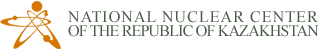 NATIONAL NUCLEAR CENTER
OF THE REPUBLIC OF KAZAKHSTAN